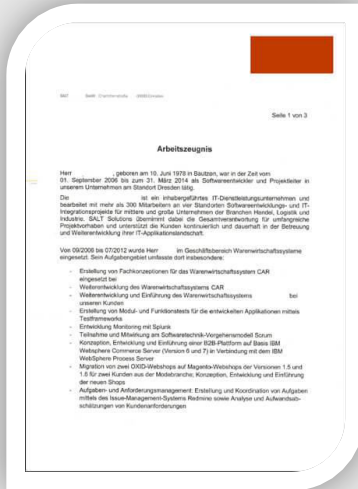 Seite 1 von 3
Arbeitszeugnis
Herr , geboren am 10. Juni 1978 in Bautzen, war in der Zeit vom
01. September 2006 bis zum 31. März 2014 als Softwareentwickler und Projektleiter in
unserem Unternehmen am Standort Dresden tätig.
Die ist ein inhabergeführtes IT-Dienstleistungsunternehmen und
bearbeitet mit mehr als 300 Mitarbeitern an vier Standorten Softwareentwicklungs- und IT-
Integrationsprojekte für mittlere und große Unternehmen der Branchen Handel, Logistik und
Industrie. SALT Solutions übernimmt dabei die Gesamtverantwortung für umfangreiche
Projektvorhaben und unterstützt die Kunden kontinuierlich und dauerhaft in der Betreuung
und Weiterentwicklung ihrer IT-Applikationslandschaft.
Von 09/2006 bis 07/2012 wurde Herr im Geschäftsbereich Warenwirtschaftssysteme
eingesetzt. Sein Aufgabengebiet umfasste dort insbesondere:
- Erstellung von Fachkonzeptionen für das Warenwirtschaftssystem CAR
eingesetzt bei
- Weiterentwicklung des Warenwirtschaftssystems CAR
- Weiterentwicklung und Einführung des Warenwirtschaftssystems bei
unseren Kunden
- Erstellung von Modul- und Funktionstests für die entwickelten Applikationen mittels
Testframeworks
- Entwicklung Monitoring mit Splunk
- Teilnahme und Mitwirkung am Softwaretechnik-Vorgehensmodell Scrum
- Konzeption, Entwicklung und Einführung einer B2B-Plattform auf Basis IBM
Websphere Commerce Server (Version 6 und 7) in Verbindung mit dem IBM
WebSphere Process Server
- Migration von zwei OXID-Webshops auf Magento-Webshops der Versionen 1.5 und
1.8 für zwei Kunden aus der Modebranche; Konzeption, Entwicklung und Einführung
der neuen Shops
- Aufgaben- und Anforderungsmanagement: Erstellung und Koordination von Aufgaben
mittels des Issue-Management-Systems Redmine sowie Analyse und Aufwandsab-
schätzungen von Kundenanforderungen